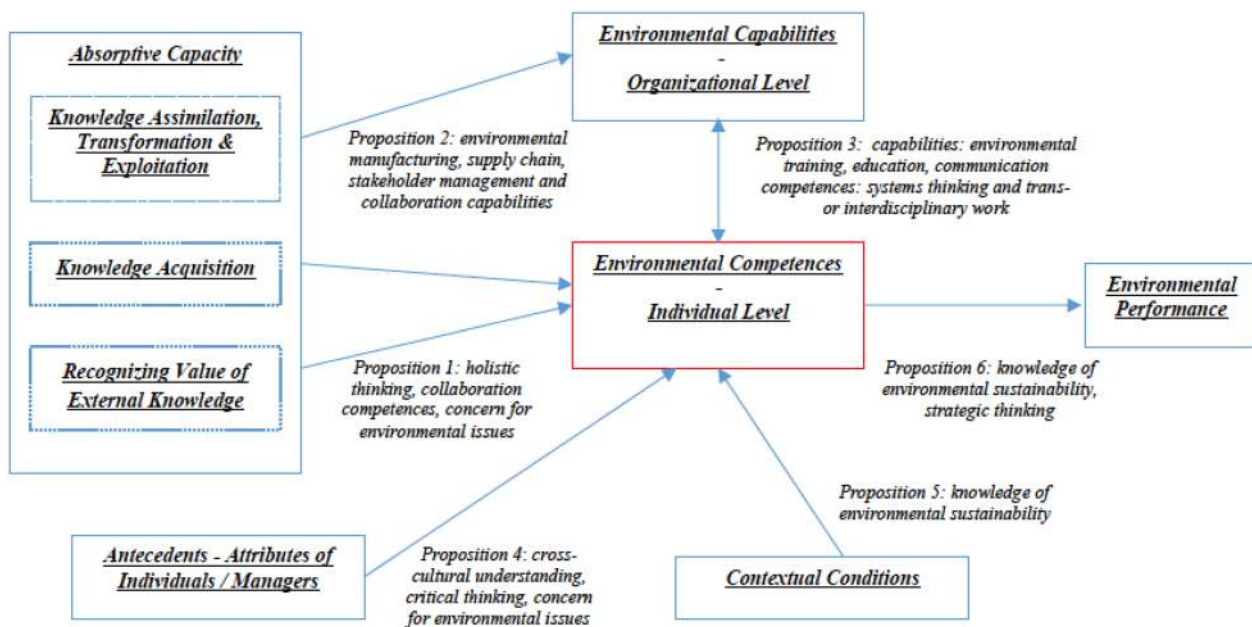 Absorptive Capacity
Knowledge Assimilation,
Transformation &
Exploitation
Knowledge Acquisition
Recognizing Value of
External Knowledge
Proposition 2: environmental
manufacturing, supply chain,
stakeholder management and
collaboration capabilities
Environmental Capabilities
-
Organizational Level
Proposition 3: capabilities: environmental
training, education, communication
competences: systems thinking and trans-
or interdisciplinary work
Environmental Competences
-
Individual Level
Environmental
Performance
Proposition 1: holistic
thinking, collaboration
competences, concern for
environmental issues
Proposition 6: knowledge of
environmental sustainability,
strategic thinking
Proposition 5: knowledge of
environmental sustainability
Antecedents - Attributes of
Individuals / Managers
Proposition 4: cross-
cultural understanding,
critical thinking, concern
for environmental issues
Contextual Conditions